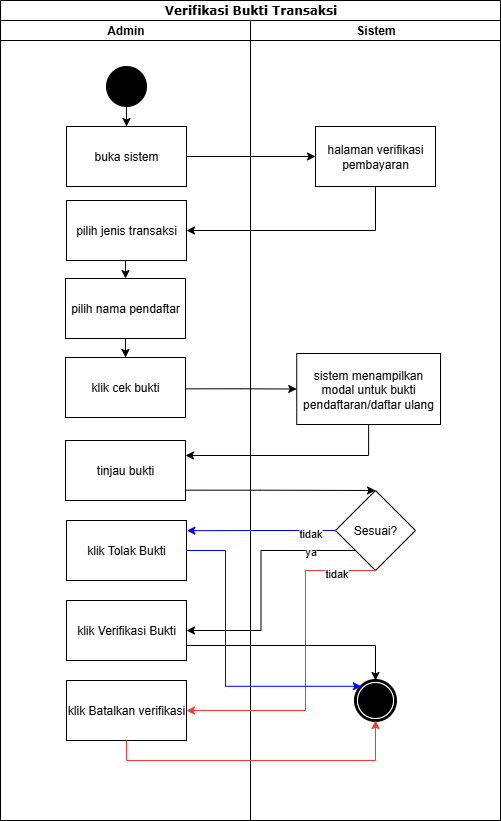 Verifikasi Bukti Transaksi
Admin
Sistem
buka sistem
halaman verifikasi
pembayaran
pilih jenis transaksi
pilih nama pendaftar
klik cek bukti
sistem menampilkan
modal untuk bukti
pendaftaran/daftar ulang
tinjau bukti
Sesuai?
tidak
klik Tolak Bukti
ya
tidak
klik Verifikasi Bukti
klik Batalkan verifikasi